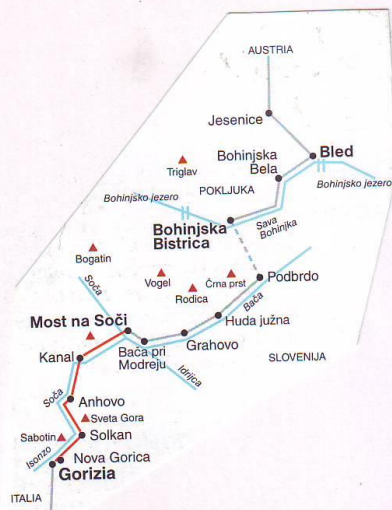 AUSTRIA
Jesenice
Bled
Bohinjska
Bela
Triglav
POKLJUKA
Bohinjsko jezero
Bohinjsko jezero
Sava
Bohinjka
Bohinjska
Bistrica
Bogatin
Soča
Vogel
Rodica
Črna prst
Podbrdo
Bača
Most na Soči
Huda južna
Grahovo
Bača pri
Modreju
SLOVENIJA
Kanal
Idrijca
Soča
Anhovo
Sveta Gora
Sabotin
Solkan
Isonzo
Nova Gorica
Gorizia
ITALIA